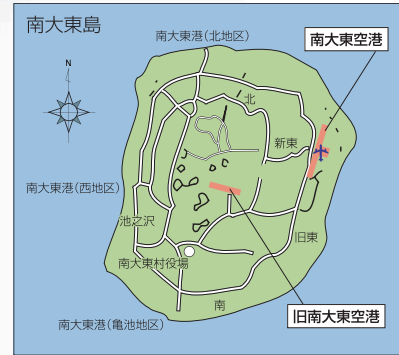 南大東島
南大東港(北地区)
南大東空港
N
北
新東
南大東港(西地区)
池之沢
旧東
南大東村役場
南
旧南大東空港
南大東港(亀池地区)